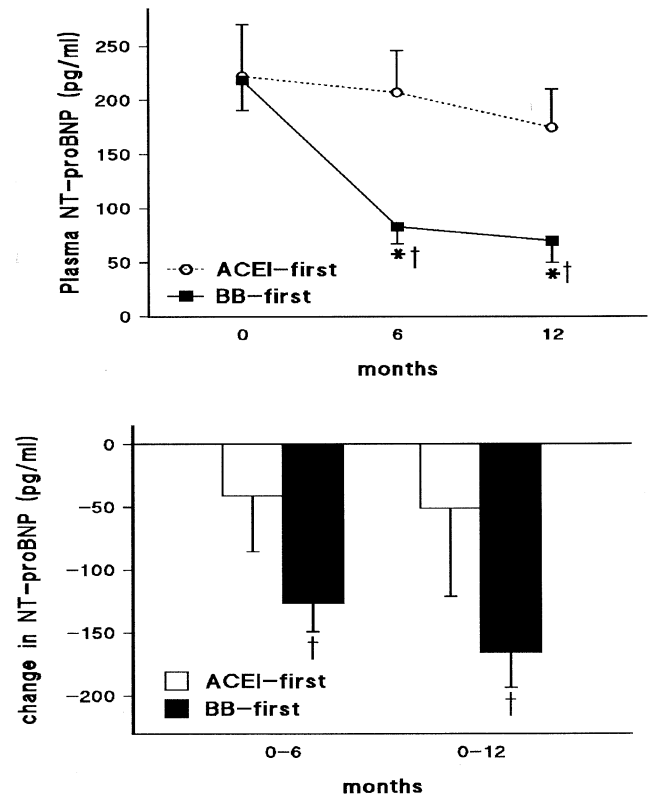 Plasma NT-proBNP (pg/ml)
250
200
150
100
50
0
ACEI-first
BB-first
*†
*†
0 6 12
months
change in NT-proBNP (pg/ml)
0
-50
-100
-150
-200
†
†
ACEI-first
BB-first
0-6 0-12
months